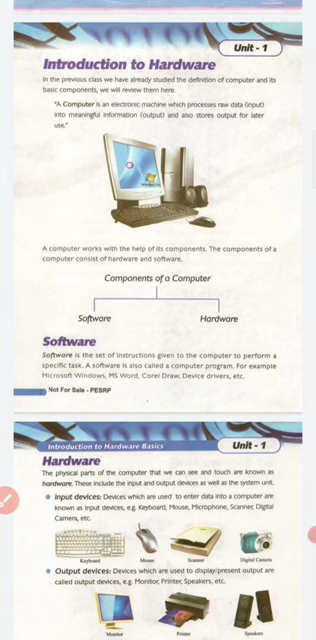 Unit - 1
Introduction to Hardware
In the previous class we have already studied the definition of computer and its
basic components, we will review them here.
"A Computer is an electronic machine which processes raw data (input)
into meaningful information (output) and also stores output for later
use."
A computer works with the help of its components. The components of a
computer consist of hardware and software.
Components of a Computer
Software
Hardware
Software
Software is the set of instructions given to the computer to perform a
specific task. A software is also called a computer program. For example
Microsoft Windows, MS Word, Corel Draw, Device drivers, etc.
Not For Sale - PESRP
Introduction to Hardware Basics
Unit - 1
Hardware
The physical parts of the computer that we can see and touch are known as
hardware. These include the input and output devices as well as the system unit.
Input devices: Devices which are used to enter data into a computer are
known as input devices, e.g. Keyboard, Mouse, Microphone, Scanner, Digital
Camera, etc.
Keyboard
Mouse
Scanner
Digital Camera
Output devices: Devices which are used to display/present output are
called output devices, e.g. Monitor, Printer, Speakers, etc.
Monitor
Printer
Speakers